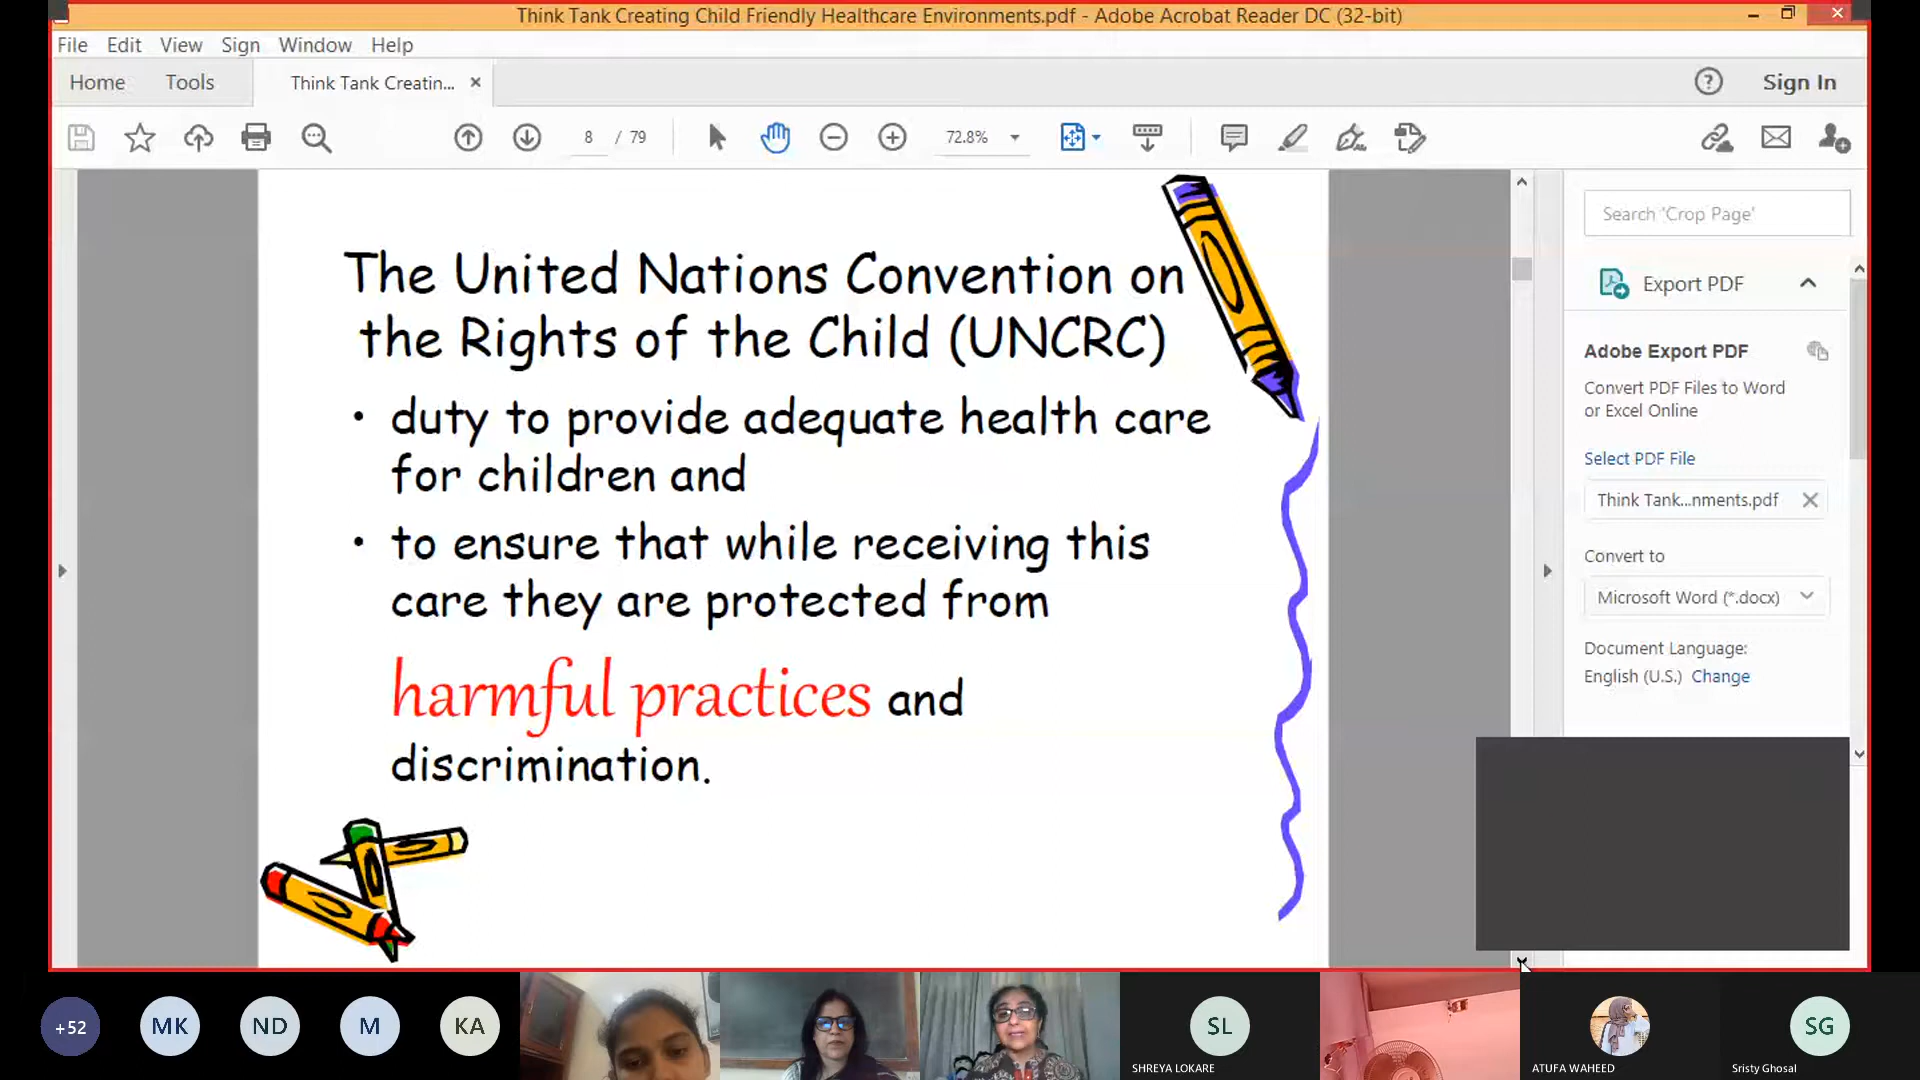 Think Tank Creating Child Friendly Healthcare Environments.pdf - Adobe Acrobat Reader DC (32-bit)
File Edit View Sign Window Help
Home Tools Think Tank Creatin... × Sign In
8 / 79 72.8%
The United Nations Convention on
the Rights of the Child (UNCRC)
• duty to provide adequate health care
for children and
• to ensure that while receiving this
care they are protected from
harmful practices and
discrimination.
Search 'Crop Page'
Export PDF
Adobe Export PDF
Convert PDF Files to Word
or Excel Online
Select PDF File
Think Tank...nments.pdf
Convert to
Microsoft Word (*.docx)
Document Language:
English (U.S.) Change
+52 MK ND M KA SL SG
SHREYA LOKARE ATUFA WAHEED Sristy Ghosal